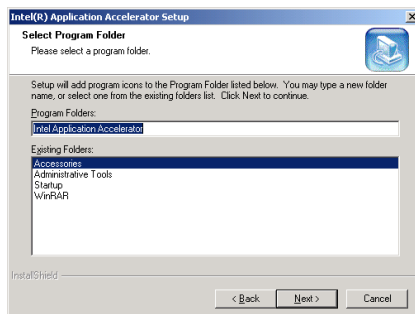 Intel(R) Application Accelerator Setup
Select Program Folder
Please select a program folder.
Setup will add program icons to the Program Folder listed below. You may type a new folder
name, or select one from the existing folders list. Click Next to continue.
Program Folders:
Intel Application Accelerator
Existing Folders:
Accessories
Administrative Tools
Startup
WinRAR
InstallShield
< Back
Next >
Cancel